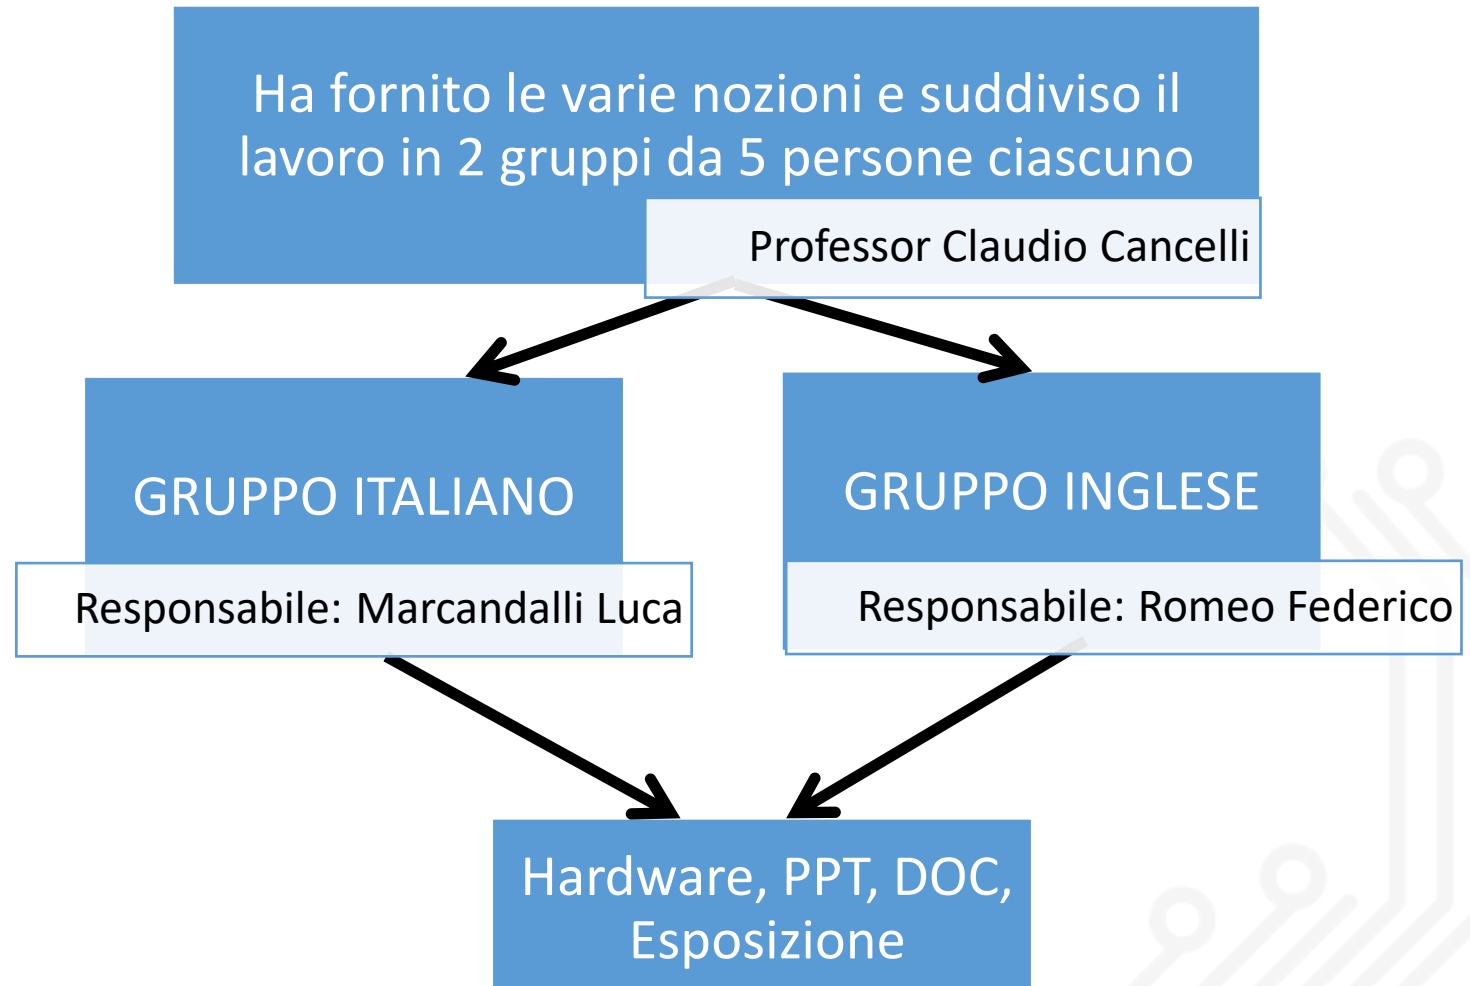 Ha fornito le varie nozioni e suddiviso il
lavoro in 2 gruppi da 5 persone ciascuno
Professor Claudio Cancelli
GRUPPO ITALIANO
Responsabile: Marcandalli Luca
GRUPPO INGLESE
Responsabile: Romeo Federico
Hardware, PPT, DOC,
Esposizione